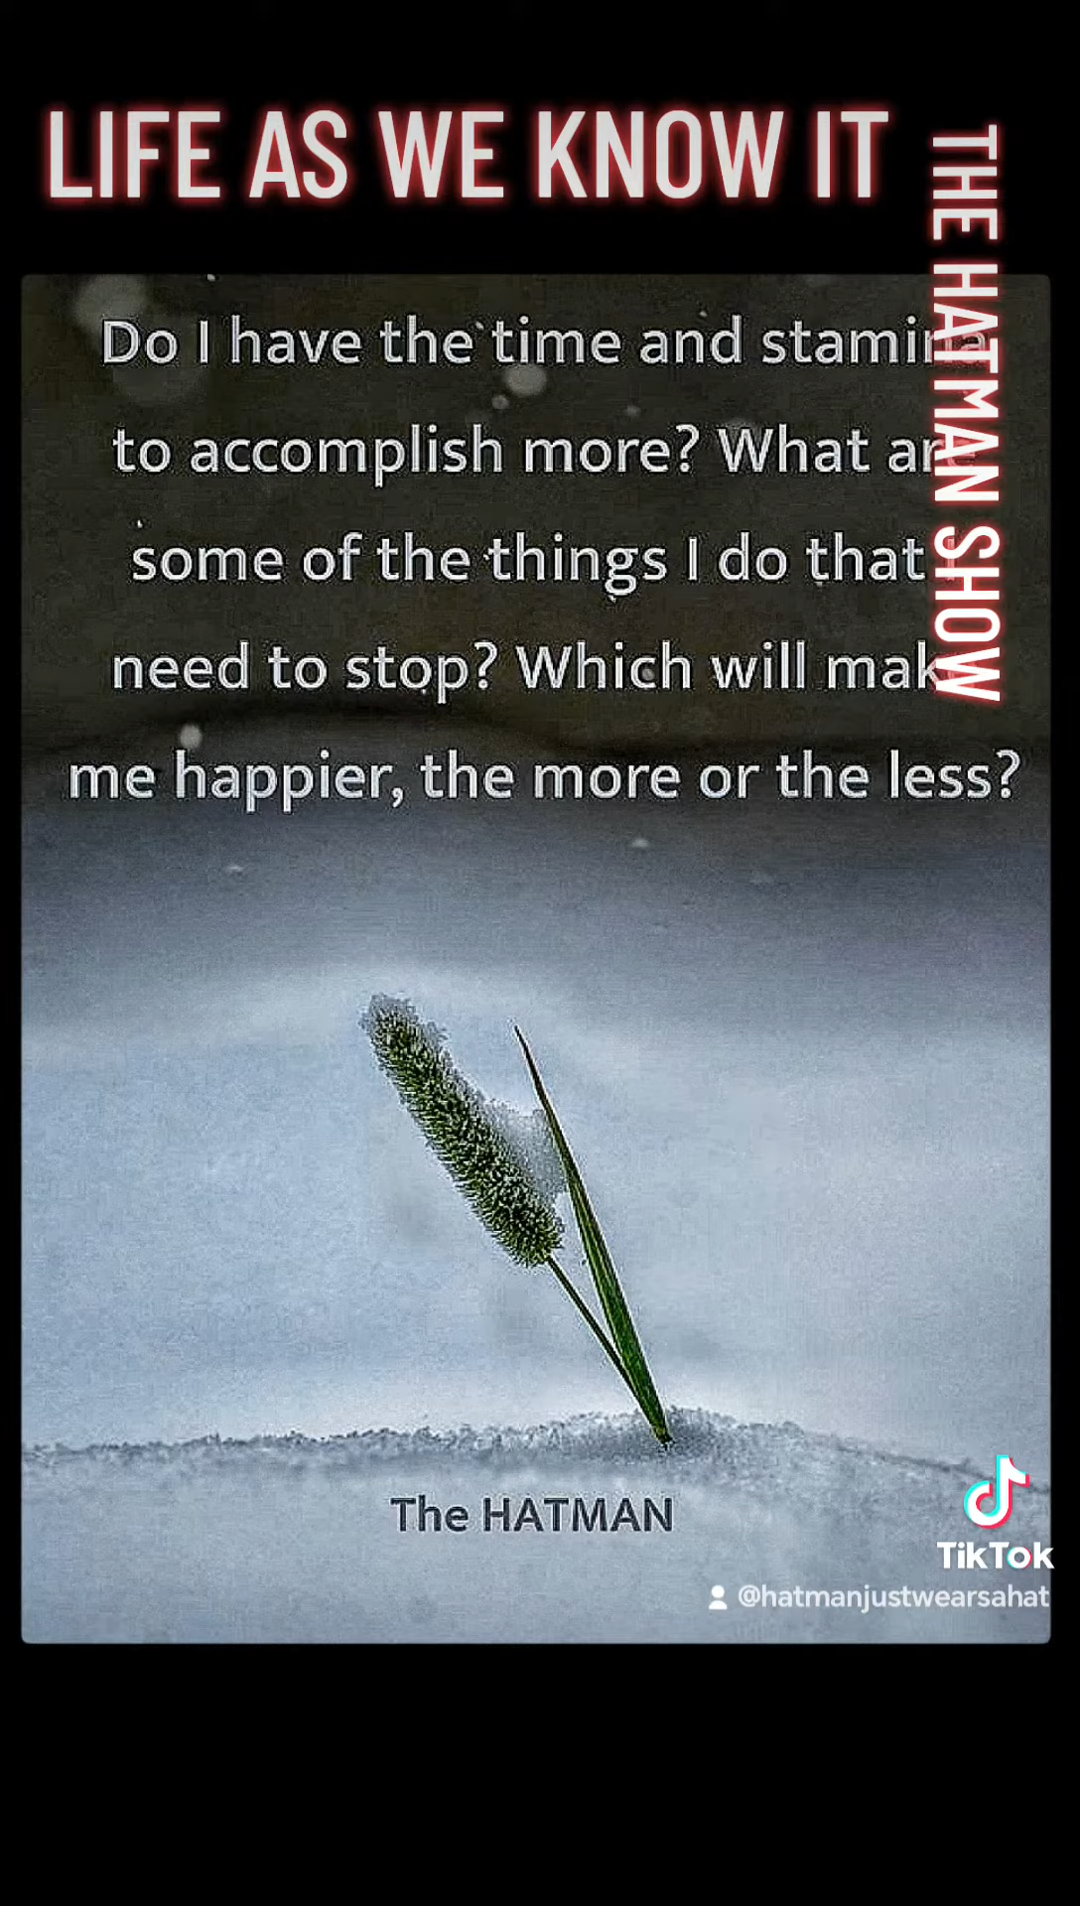 LIFE AS WE KNOW IT
THE HATMAN SHOW
Do I have the time and
to accomplish more? What
some of the things I do that
need to stop? Which will
me happier, the more or the less?
The HATMAN
TikTok
@hatmanjustwearsahat